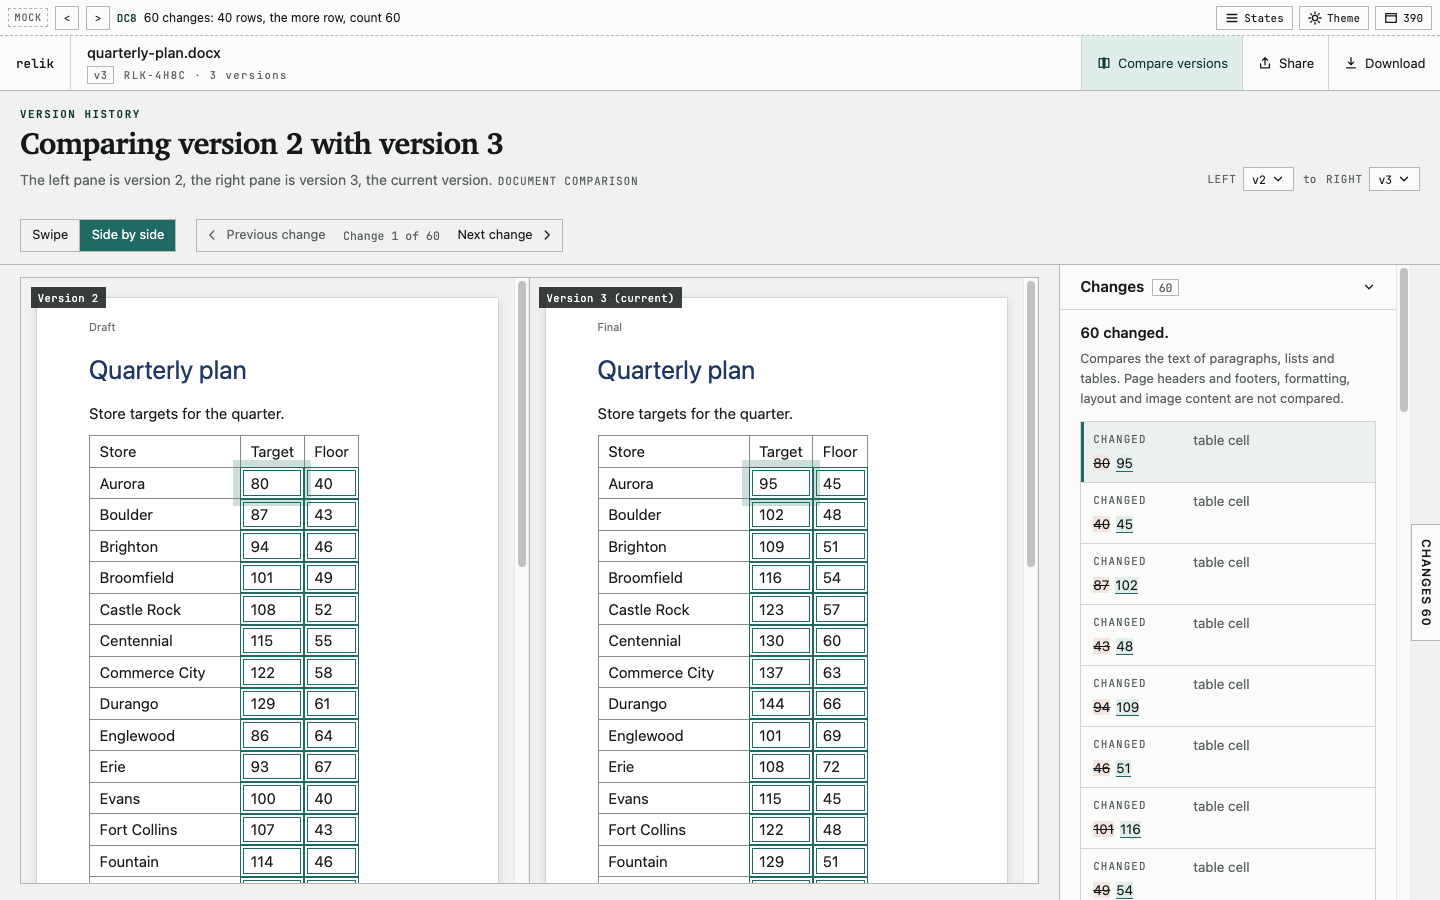 MOCK < > DC8 60 changes: 40 rows, the more row, count 60 States Theme 390
relik quarterly-plan.docx Compare versions Share Download
v3 RLK-4H8C · 3 versions
VERSION HISTORY
Comparing version 2 with version 3
The left pane is version 2, the right pane is version 3, the current version. DOCUMENT COMPARISON
LEFT v2 to RIGHT v3
Swipe Side by side Previous change Change 1 of 60 Next change
Version 2
Draft
Quarterly plan
Store targets for the quarter.
Store Target Floor
Aurora 80 40
Boulder 87 43
Brighton 94 46
Broomfield 101 49
Castle Rock 108 52
Centennial 115 55
Commerce City 122 58
Durango 129 61
Englewood 86 64
Erie 93 67
Evans 100 40
Fort Collins 107 43
Fountain 114 46
Version 3 (current)
Final
Quarterly plan
Store targets for the quarter.
Store Target Floor
Aurora 95 45
Boulder 102 48
Brighton 109 51
Broomfield 116 54
Castle Rock 123 57
Centennial 130 60
Commerce City 137 63
Durango 144 66
Englewood 101 69
Erie 108 72
Evans 115 45
Fort Collins 122 48
Fountain 129 51
Changes 60
60 changed.
Compares the text of paragraphs, lists and
tables. Page headers and footers, formatting,
layout and image content are not compared.
CHANGED table cell
80 95
CHANGED table cell
40 45
CHANGED table cell
87 102
CHANGED table cell
43 48
CHANGED table cell
94 109
CHANGED table cell
46 51
CHANGED table cell
101 116
CHANGED table cell
49 54
CHANGES 60